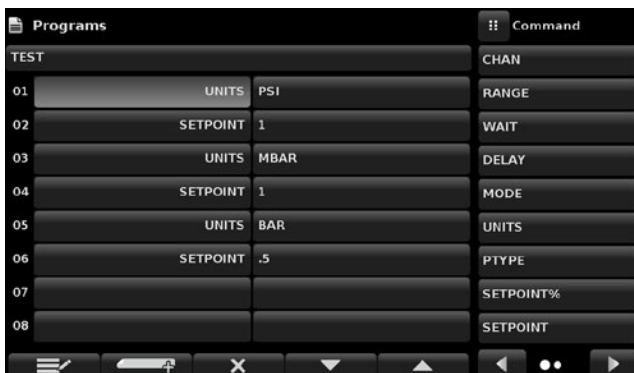 Programs
TEST
01 UNITS PSI
02 SETPOINT 1
03 UNITS MBAR
04 SETPOINT 1
05 UNITS BAR
06 SETPOINT .5
07
08
Command
CHAN
RANGE
WAIT
DELAY
MODE
UNITS
PTYPE
SETPOINT%
SETPOINT